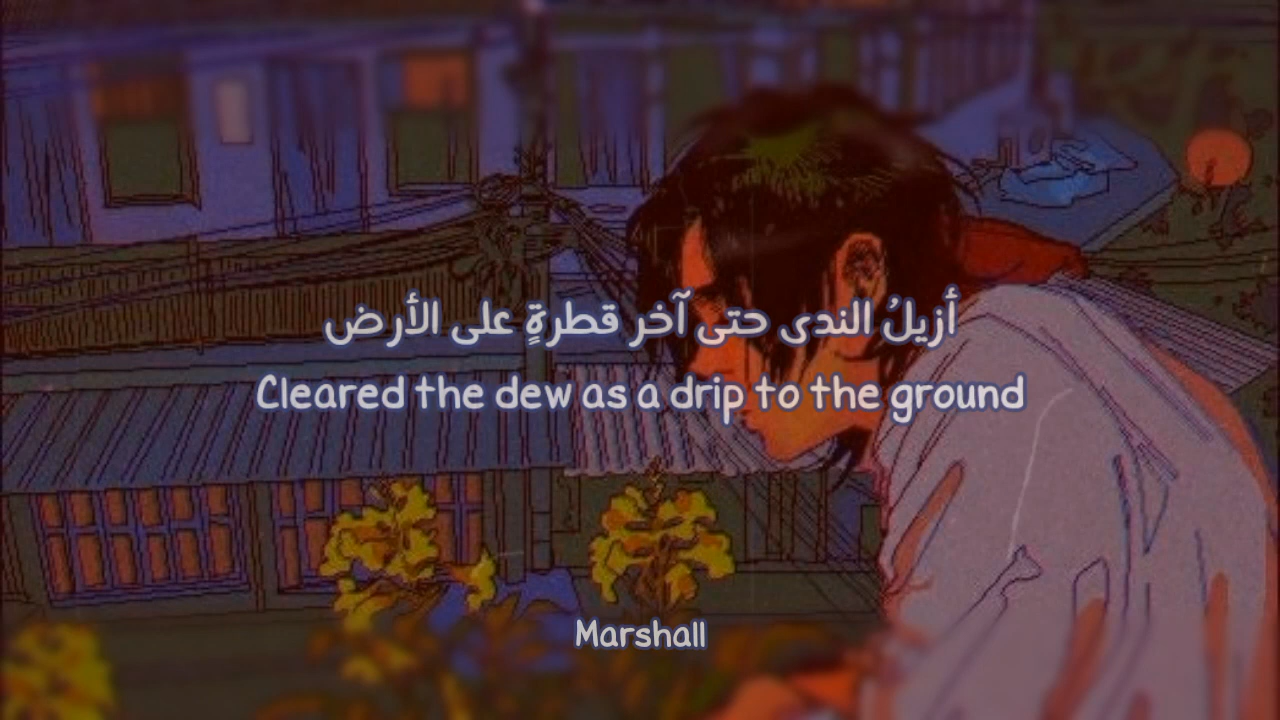 أزيلُ الندى حتى آخر قطرةٍ على الأرض
Cleared the dew as a drip to the ground
Marshall